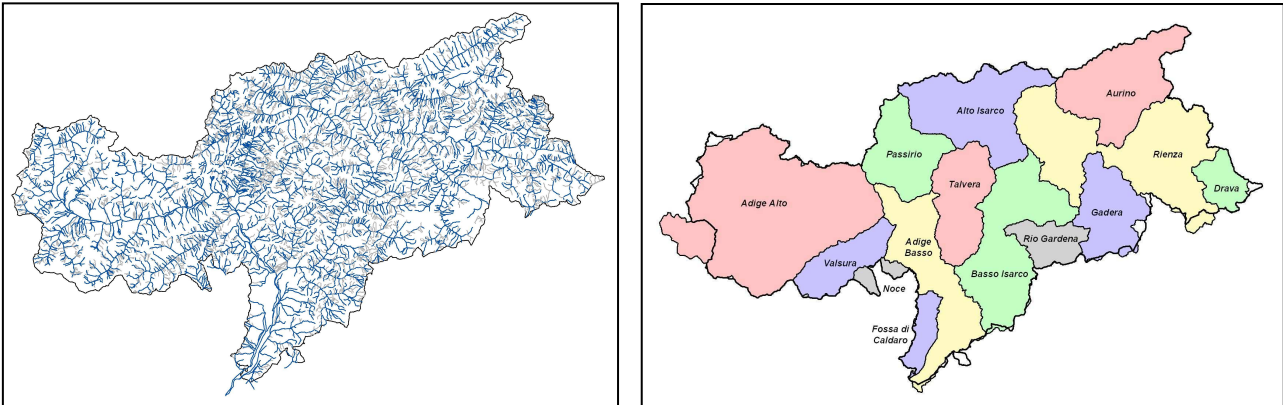 Aurino
Alto Isarco
Passirio
Rienza
Talvera
Drava
Adige Alto
Gadera
Adige
Basso
Rio Gardena
Valsura
Basso Isarco
Noce
Fossa di
Caldaro